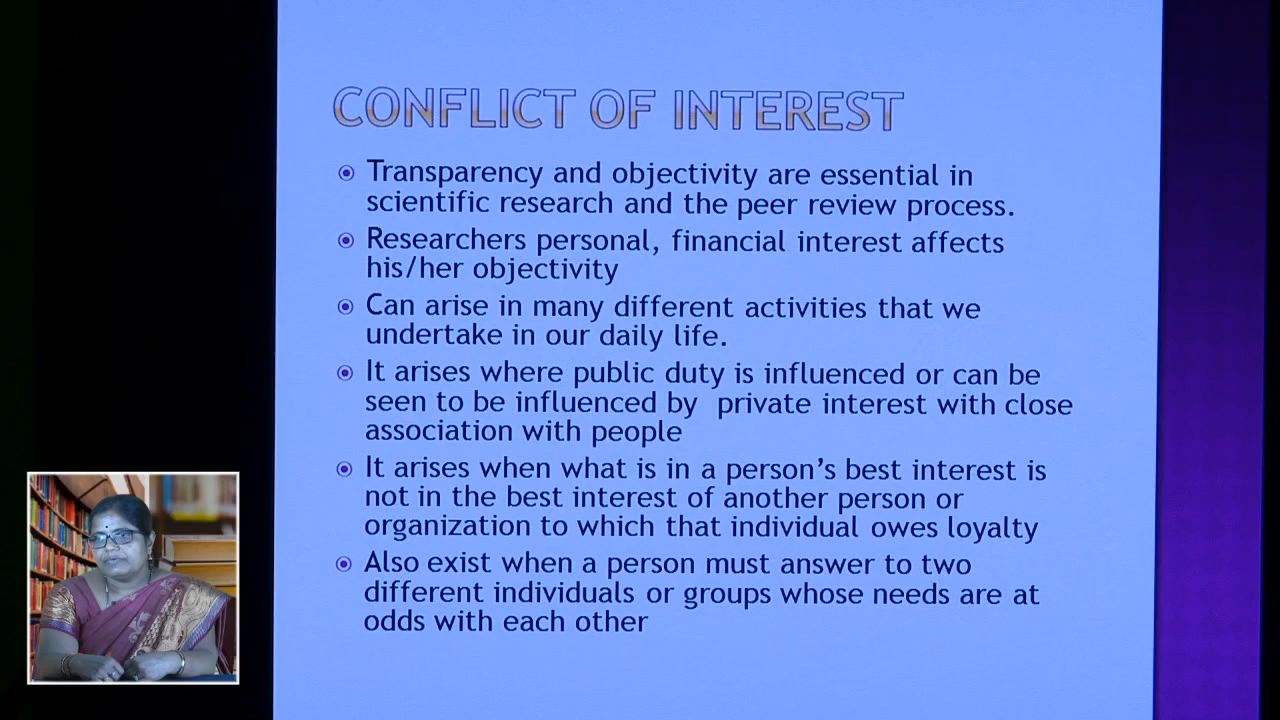 CONFLICT OF INTEREST
Transparency and objectivity are essential in
scientific research and the peer review process.
Researchers personal, financial interest affects
his/her objectivity
Can arise in many different activities that we
undertake in our daily life.
It arises where public duty is influenced or can be
seen to be influenced by private interest with close
association with people
It arises when what is in a person's best interest is
not in the best interest of another person or
organization to which that individual owes loyalty
Also exist when a person must answer to two
different individuals or groups whose needs are at
odds with each other